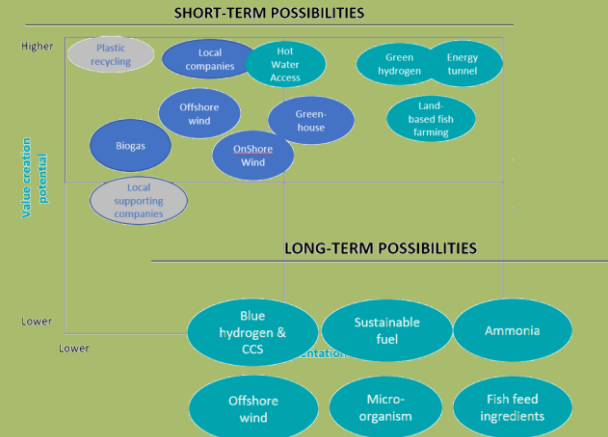 SHORT-TERM POSSIBILITIES
Higher
Plastic
recycling
Local
companies
Hot
Water
Access
Green
hydrogen
Energy
tunnel
Offshore
wind
Green-
house
Land-
based fish
farming
Biogas
OnShore
Wind
Value creation
potential
Local
supporting
companies
LONG-TERM POSSIBILITIES
Lower
Lower
Blue
hydrogen &
CCS
Sustainable
fuel
Ammonia
Offshore
wind
Micro-
organism
Fish feed
ingredients